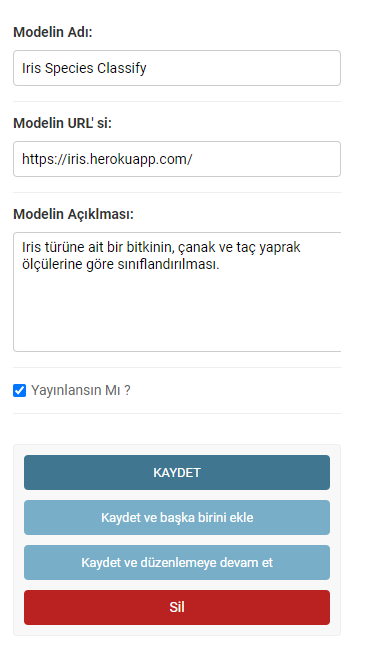 Modelin Adı:
Iris Species Classify
Modelin URL' si:
https://iris.herokuapp.com/
Modelin Açıklması:
Iris türüne ait bir bitkinin, çanak ve taç yaprak
ölçülerine göre sınıflandırılması.
Yayınlansın Mı ?
KAYDET
Kaydet ve başka birini ekle
Kaydet ve düzenlemeye devam et
Sil